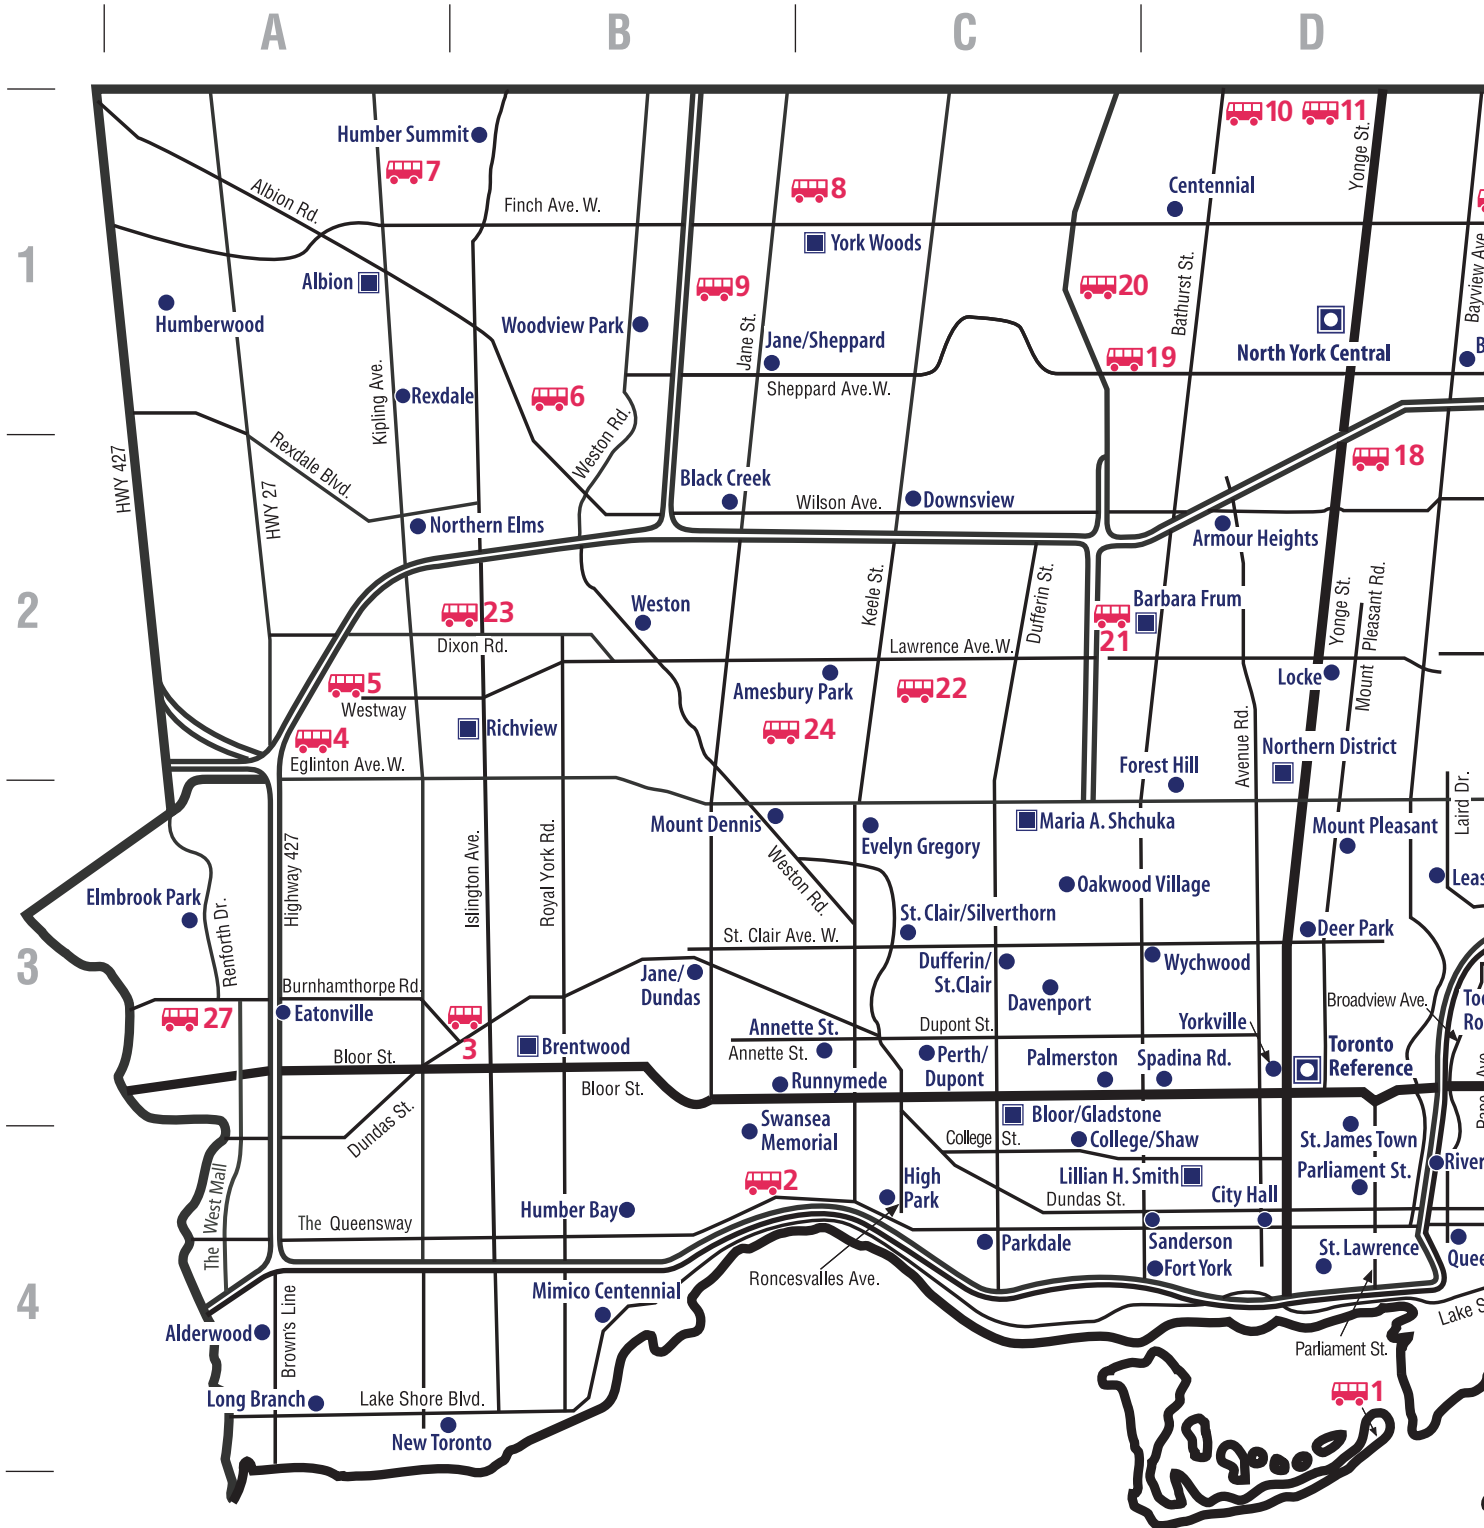 A
B
C
D
1
2
3
4
Humber Summit
7
8
10
11
Yonge St.
Centennial
Albion Rd.
Finch Ave. W.
York Woods
Albion
9
20
Bathurst St.
Bayview Ave
Humberwood
Woodview Park
Jane St.
Jane/Sheppard
19
North York Central
Kipling Ave.
Rexdale
6
Sheppard Ave. W.
Weston Rd.
18
HWY 427
Rexdale Blvd.
HWY 27
Black Creek
Wilson Ave.
Downsview
Northern Elms
Armour Heights
23
Weston
Keele St.
Dufferin St.
21
Barbara Frum
Yonge St.
Mount Pleasant Rd.
Dixon Rd.
Lawrence Ave. W.
5
Westway
Amesbury Park
22
Locke
4
Richview
24
Avenue Rd.
Northern District
Eglinton Ave. W.
Forest Hill
Laird Dr.
Mount Dennis
Evelyn Gregory
Maria A. Shchuka
Mount Pleasant
Highway 427
Islington Ave.
Royal York Rd.
Weston Rd.
Oakwood Village
Leas
Elmbrook Park
Renforth Dr.
St. Clair Ave. W.
St. Clair/Silverthorn
Deer Park
Jane/
Dundas
Dufferin/
St. Clair
Wychwood
Burnhamthorpe Rd.
Davenport
Broadview Ave.
27
Eatonville
3
Annette St.
Dupont St.
Yorkville
Bloor St.
Brentwood
Annette St.
Perth/
Dupont
Palmerston
Spadina Rd.
Toronto
Reference
Bloor St.
Runnymede
Dundas St.
Swansea
Memorial
Bloor/Gladstone
College St.
College/Shaw
St. James Town
The West Mall
2
High
Park
Lillian H. Smith
Parliament St.
River
Dundas St.
City Hall
The Queensway
Humber Bay
Parkdale
Sanderson
St. Lawrence
Quee
Roncesvalles Ave.
Fort York
Mimico Centennial
Brown's Line
Alderwood
Lake S
Parliament St.
Long Branch
Lake Shore Blvd.
1
New Toronto